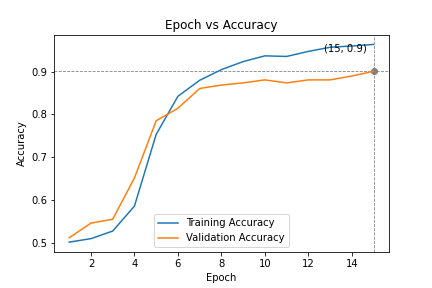 Epoch vs Accuracy
(15, 0.9)
0.9
0.8
0.7
0.6
0.5
Accuracy
Training Accuracy
Validation Accuracy
2 4 6 8 10 12 14
Epoch